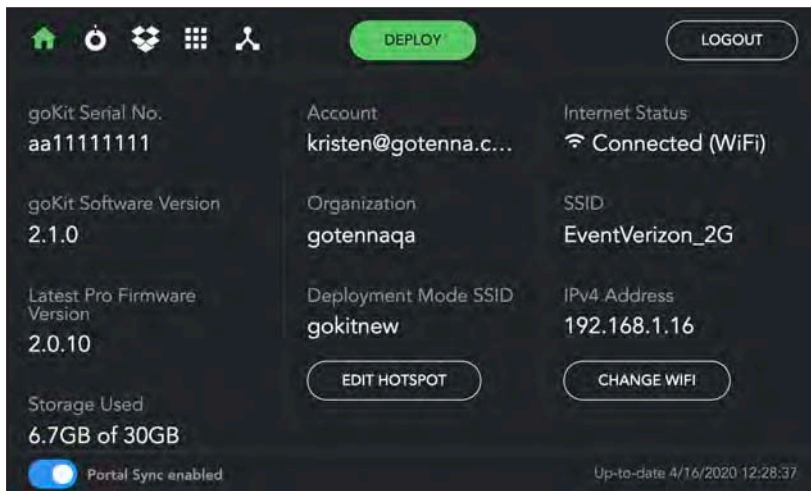 DEPLOY
LOGOUT
goKit Serial No.
aa11111111
goKit Software Version
2.1.0
Latest Pro Firmware
Version
2.0.10
Storage Used
6.7GB of 30GB
Account
kristen@gotenna.c...
Organization
gotennaqa
Deployment Mode SSID
gokitnew
EDIT HOTSPOT
Internet Status
Connected (WiFi)
SSID
EventVerizon_2G
IPv4 Address
192.168.1.16
CHANGE WIFI
Portal Sync enabled
Up-to-date 4/16/2020 12:28:37